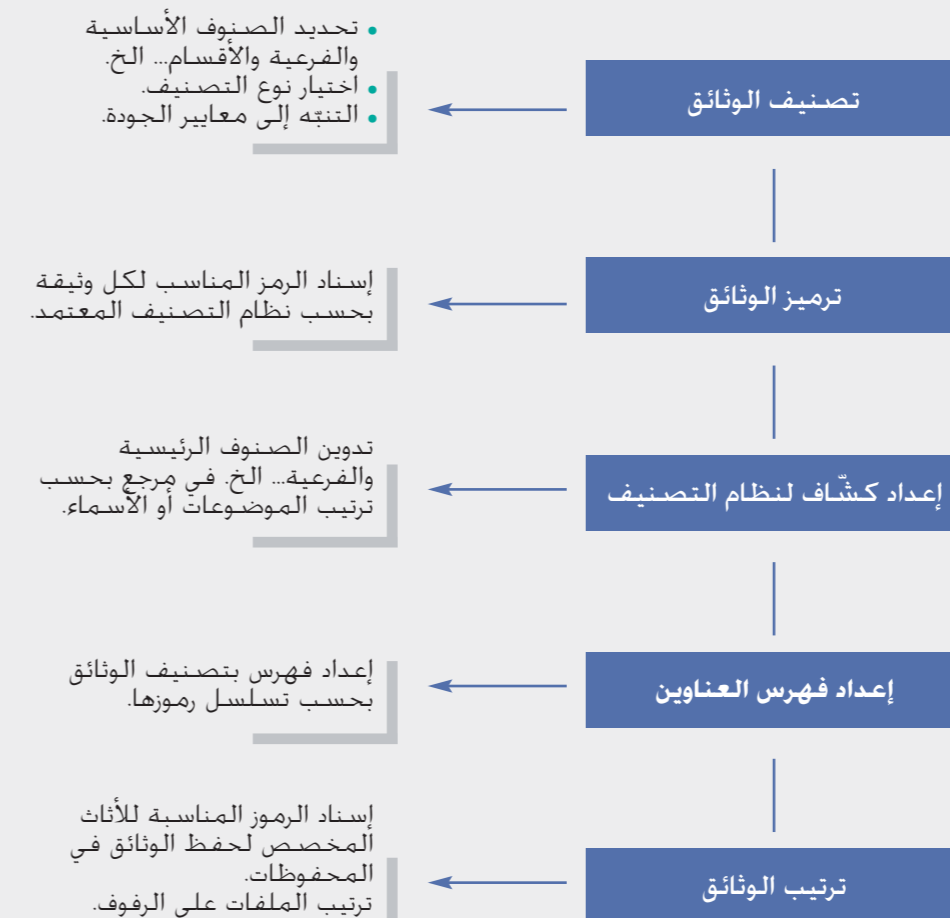 تصنيف الوثائق
• تحديد الصنوف الأساسية
والفرعية والأقسام... الخ.
• اختيار نوع التصنيف.
• التنبّه إلى معايير الجودة.
ترميز الوثائق
إسناد الرمز المناسب لكل وثيقة
بحسب نظام التصنيف المعتمد.
إعداد كشّاف لنظام التصنيف
تدوين الصنوف الرئيسية
والفرعية... الخ. في مرجع بحسب
ترتيب الموضوعات أو الأسماء.
إعداد فهرس العناوين
إعداد فهرس بتصنيف الوثائق
بحسب تسلسل رموزها.
ترتيب الوثائق
إسناد الرموز المناسبة للأثاث
المخصص لحفظ الوثائق في
المحفوظات.
ترتيب الملفات على الرفوف.